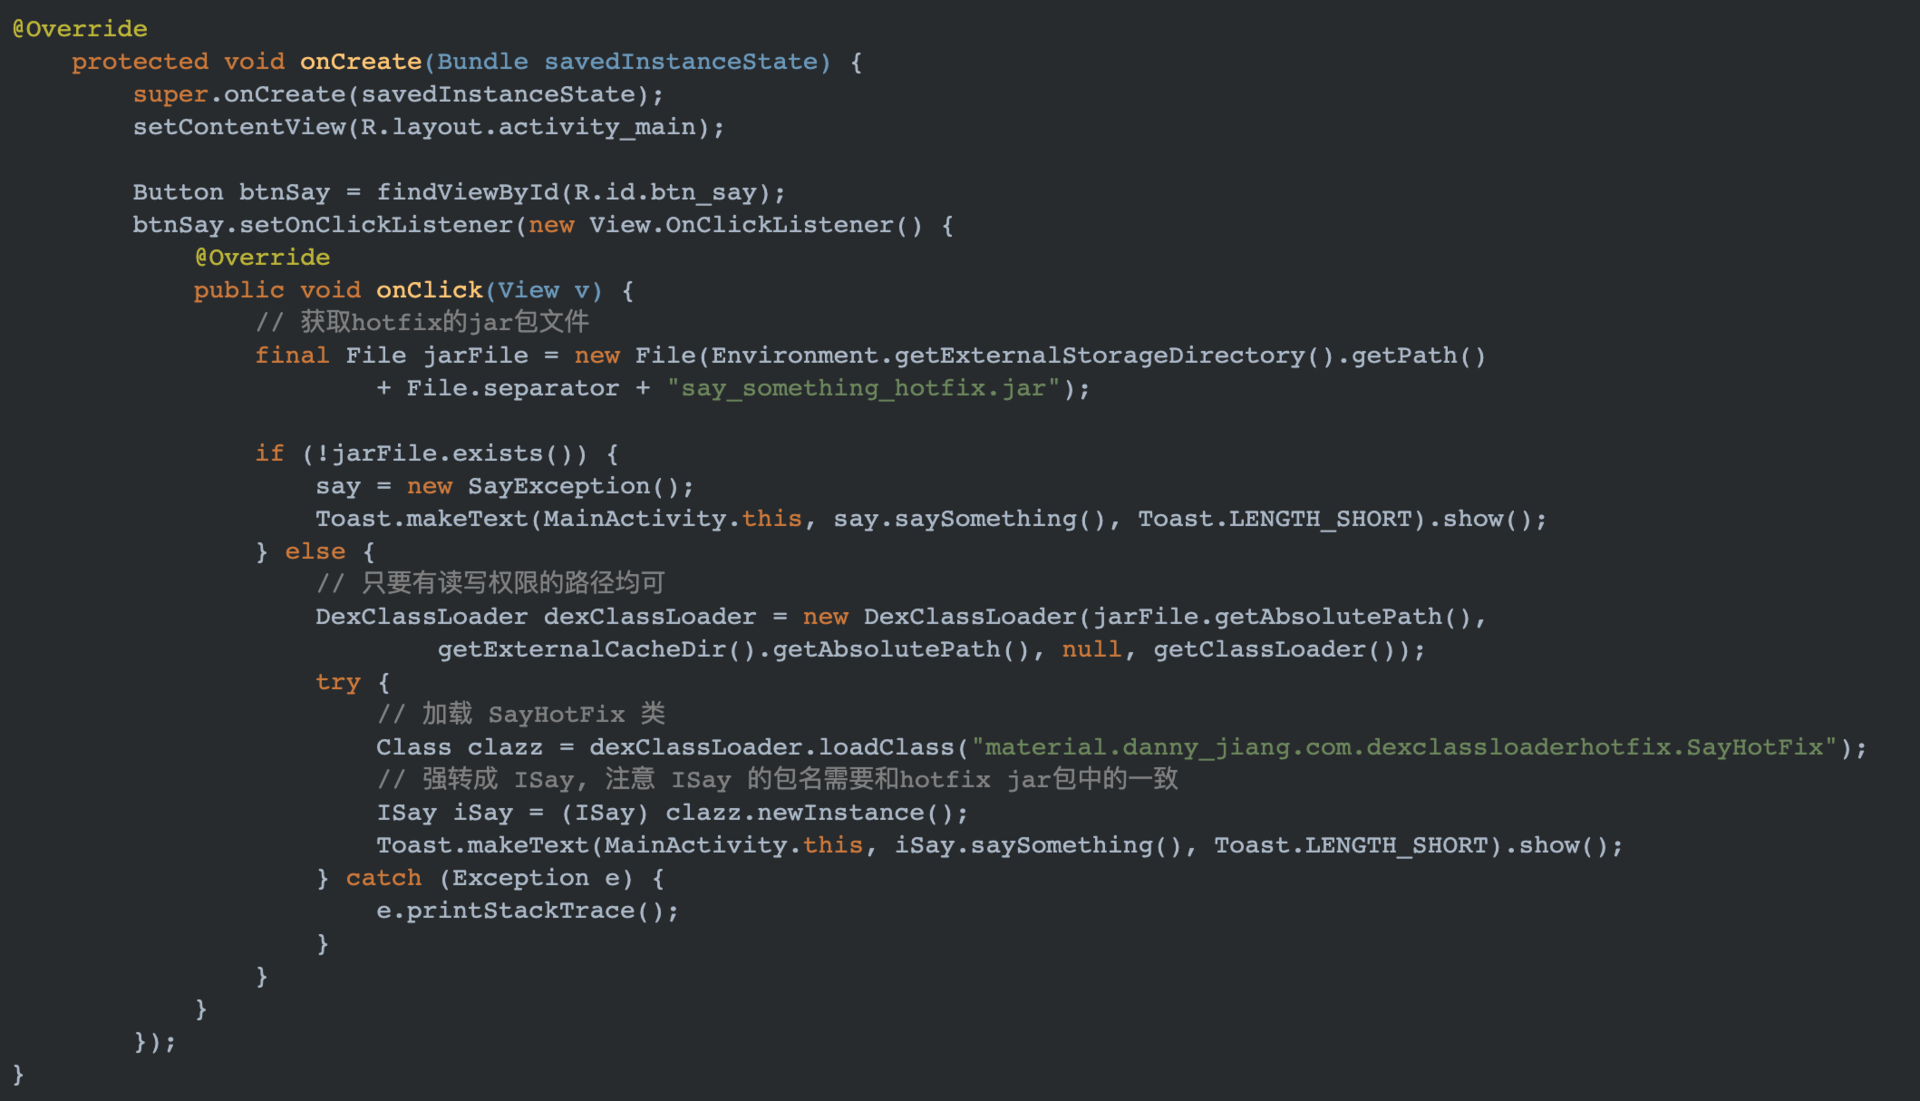 @Override
    protected void onCreate(Bundle savedInstanceState) {
        super.onCreate(savedInstanceState);
        setContentView(R.layout.activity_main);

        Button btnSay = findViewById(R.id.btn_say);
        btnSay.setOnClickListener(new View.OnClickListener() {
            @Override
            public void onClick(View v) {
                // 获取hotfix的jar包文件
                final File jarFile = new File(Environment.getExternalStorageDirectory().getPath()
                        + File.separator + "say_something_hotfix.jar");

                if (!jarFile.exists()) {
                    say = new SayException();
                    Toast.makeText(MainActivity.this, say.saySomething(), Toast.LENGTH_SHORT).show();
                } else {
                    // 只要有读写权限的路径均可
                    DexClassLoader dexClassLoader = new DexClassLoader(jarFile.getAbsolutePath(),
                            getExternalCacheDir().getAbsolutePath(), null, getClassLoader());
                    try {
                        // 加载 SayHotFix 类
                        Class clazz = dexClassLoader.loadClass("material.danny_jiang.com.dexclassloaderhotfix.SayHotFix");
                        // 强转成 ISay, 注意 ISay 的包名需要和hotfix jar包中的一致
                        ISay iSay = (ISay) clazz.newInstance();
                        Toast.makeText(MainActivity.this, iSay.saySomething(), Toast.LENGTH_SHORT).show();
                    } catch (Exception e) {
                        e.printStackTrace();
                    }
                }
            }
        });
}